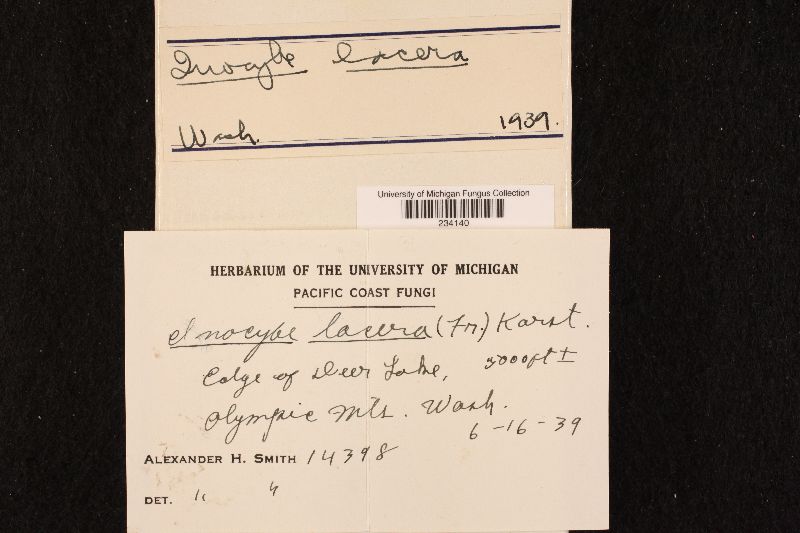 Inocybe lacera
Wash. 1939.
University of Michigan Fungus Collection
234140
HERBARIUM OF THE UNIVERSITY OF MICHIGAN
PACIFIC COAST FUNGI
Inocybe lacera (Fr.) Karst.
Edge of Deer Lake, 3000ft ±
Olympic Mts. Wash.
6-16-39
ALEXANDER H. SMITH 14398
DET. " "